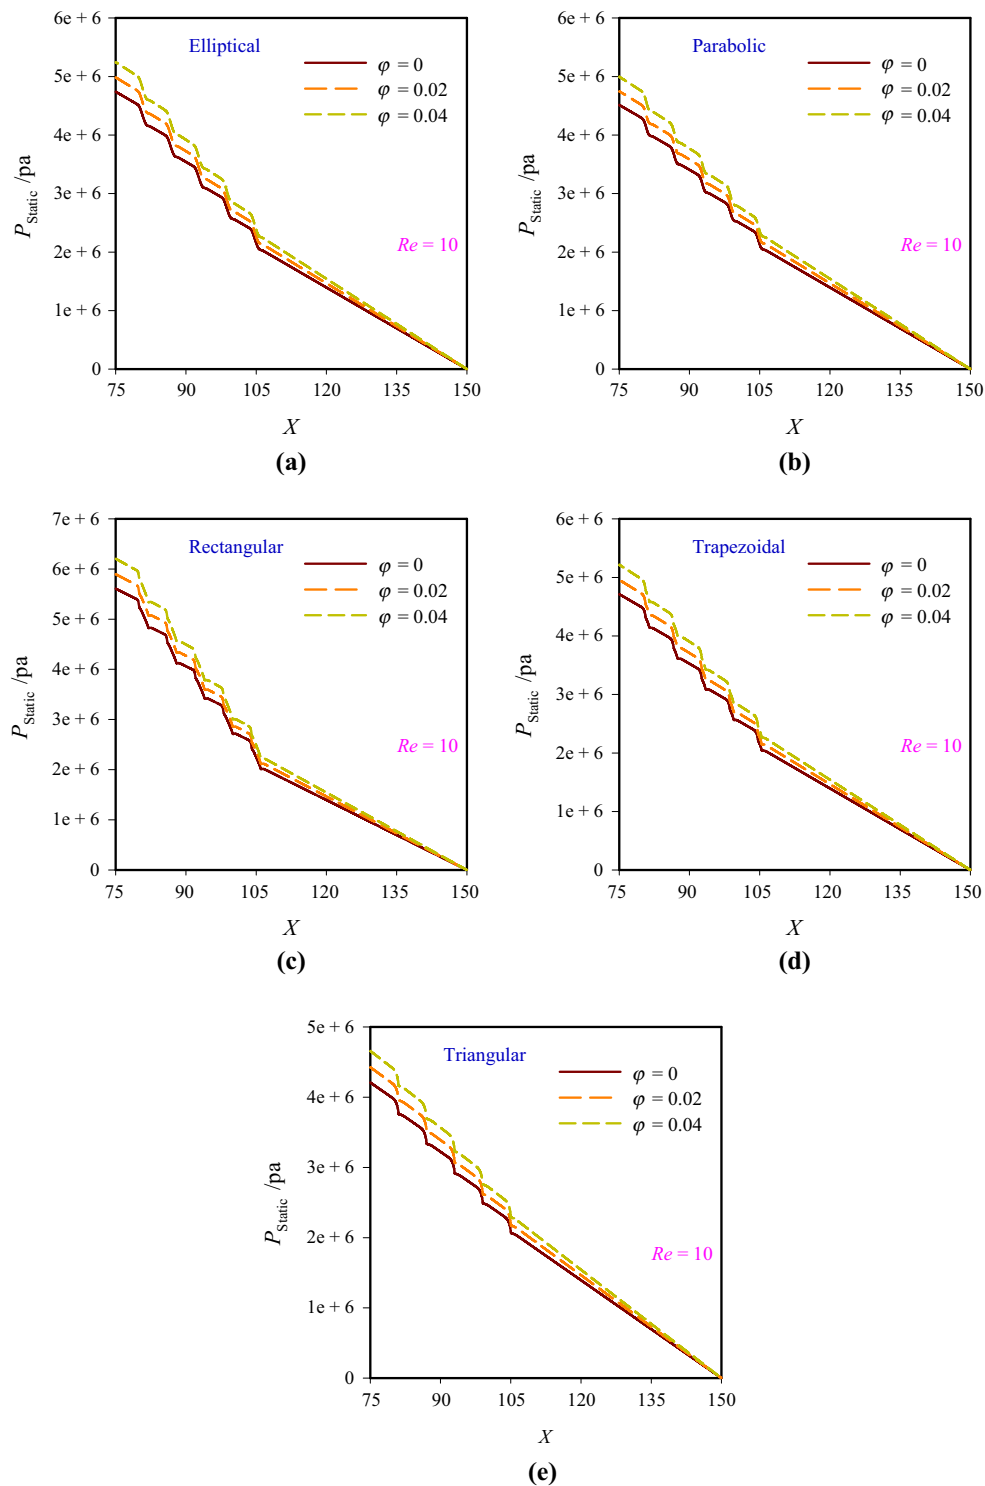 6e + 6
5e + 6
4e + 6
3e + 6
2e + 6
1e + 6
0
P Static /pa
Elliptical
φ = 0
φ = 0.02
φ = 0.04
Re = 10
75 90 105 120 135 150
X
(a)
6e + 6
5e + 6
4e + 6
3e + 6
2e + 6
1e + 6
0
P Static /pa
Parabolic
φ = 0
φ = 0.02
φ = 0.04
Re = 10
75 90 105 120 135 150
X
(b)
7e + 6
6e + 6
5e + 6
4e + 6
3e + 6
2e + 6
1e + 6
0
P Static /pa
Rectangular
φ = 0
φ = 0.02
φ = 0.04
Re = 10
75 90 105 120 135 150
X
(c)
6e + 6
5e + 6
4e + 6
3e + 6
2e + 6
1e + 6
0
P Static /pa
Trapezoidal
φ = 0
φ = 0.02
φ = 0.04
Re = 10
75 90 105 120 135 150
X
(d)
5e + 6
4e + 6
3e + 6
2e + 6
1e + 6
0
P Static /pa
Triangular
φ = 0
φ = 0.02
φ = 0.04
Re = 10
75 90 105 120 135 150
X
(e)